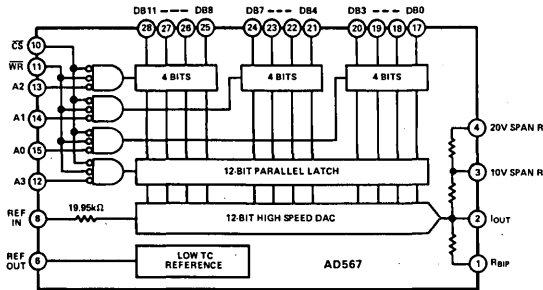 DB11 ---- DB8 DB7 --- DB4 DB3 --- DB0
28 27 26 25 24 23 22 21 20 19 18 17
CS 10
WR 11
A2 13
4 BITS 4 BITS 4 BITS
A1 14
A0 15
A3 12
12-BIT PARALLEL LATCH
4 20V SPAN R
3 10V SPAN R
REF IN 8
19.95kΩ
12-BIT HIGH SPEED DAC
2 IOUT
REF OUT 6
LOW TC
REFERENCE
AD567
1 RBIP